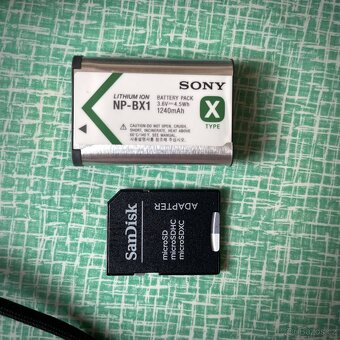 SONY
LITHIUM ION
BATTERY PACK
NP-BX1
3.6V⎓4.5Wh
1240mAh
X
TYPE
SanDisk
microSD
microSDHC
microSDXC
ADAPTER